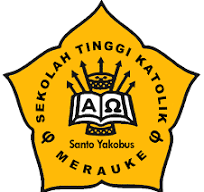 SEKOLAH TINGGI KATOLIK
Α Ω
Santo Yakobus
φ MERAUKE φ